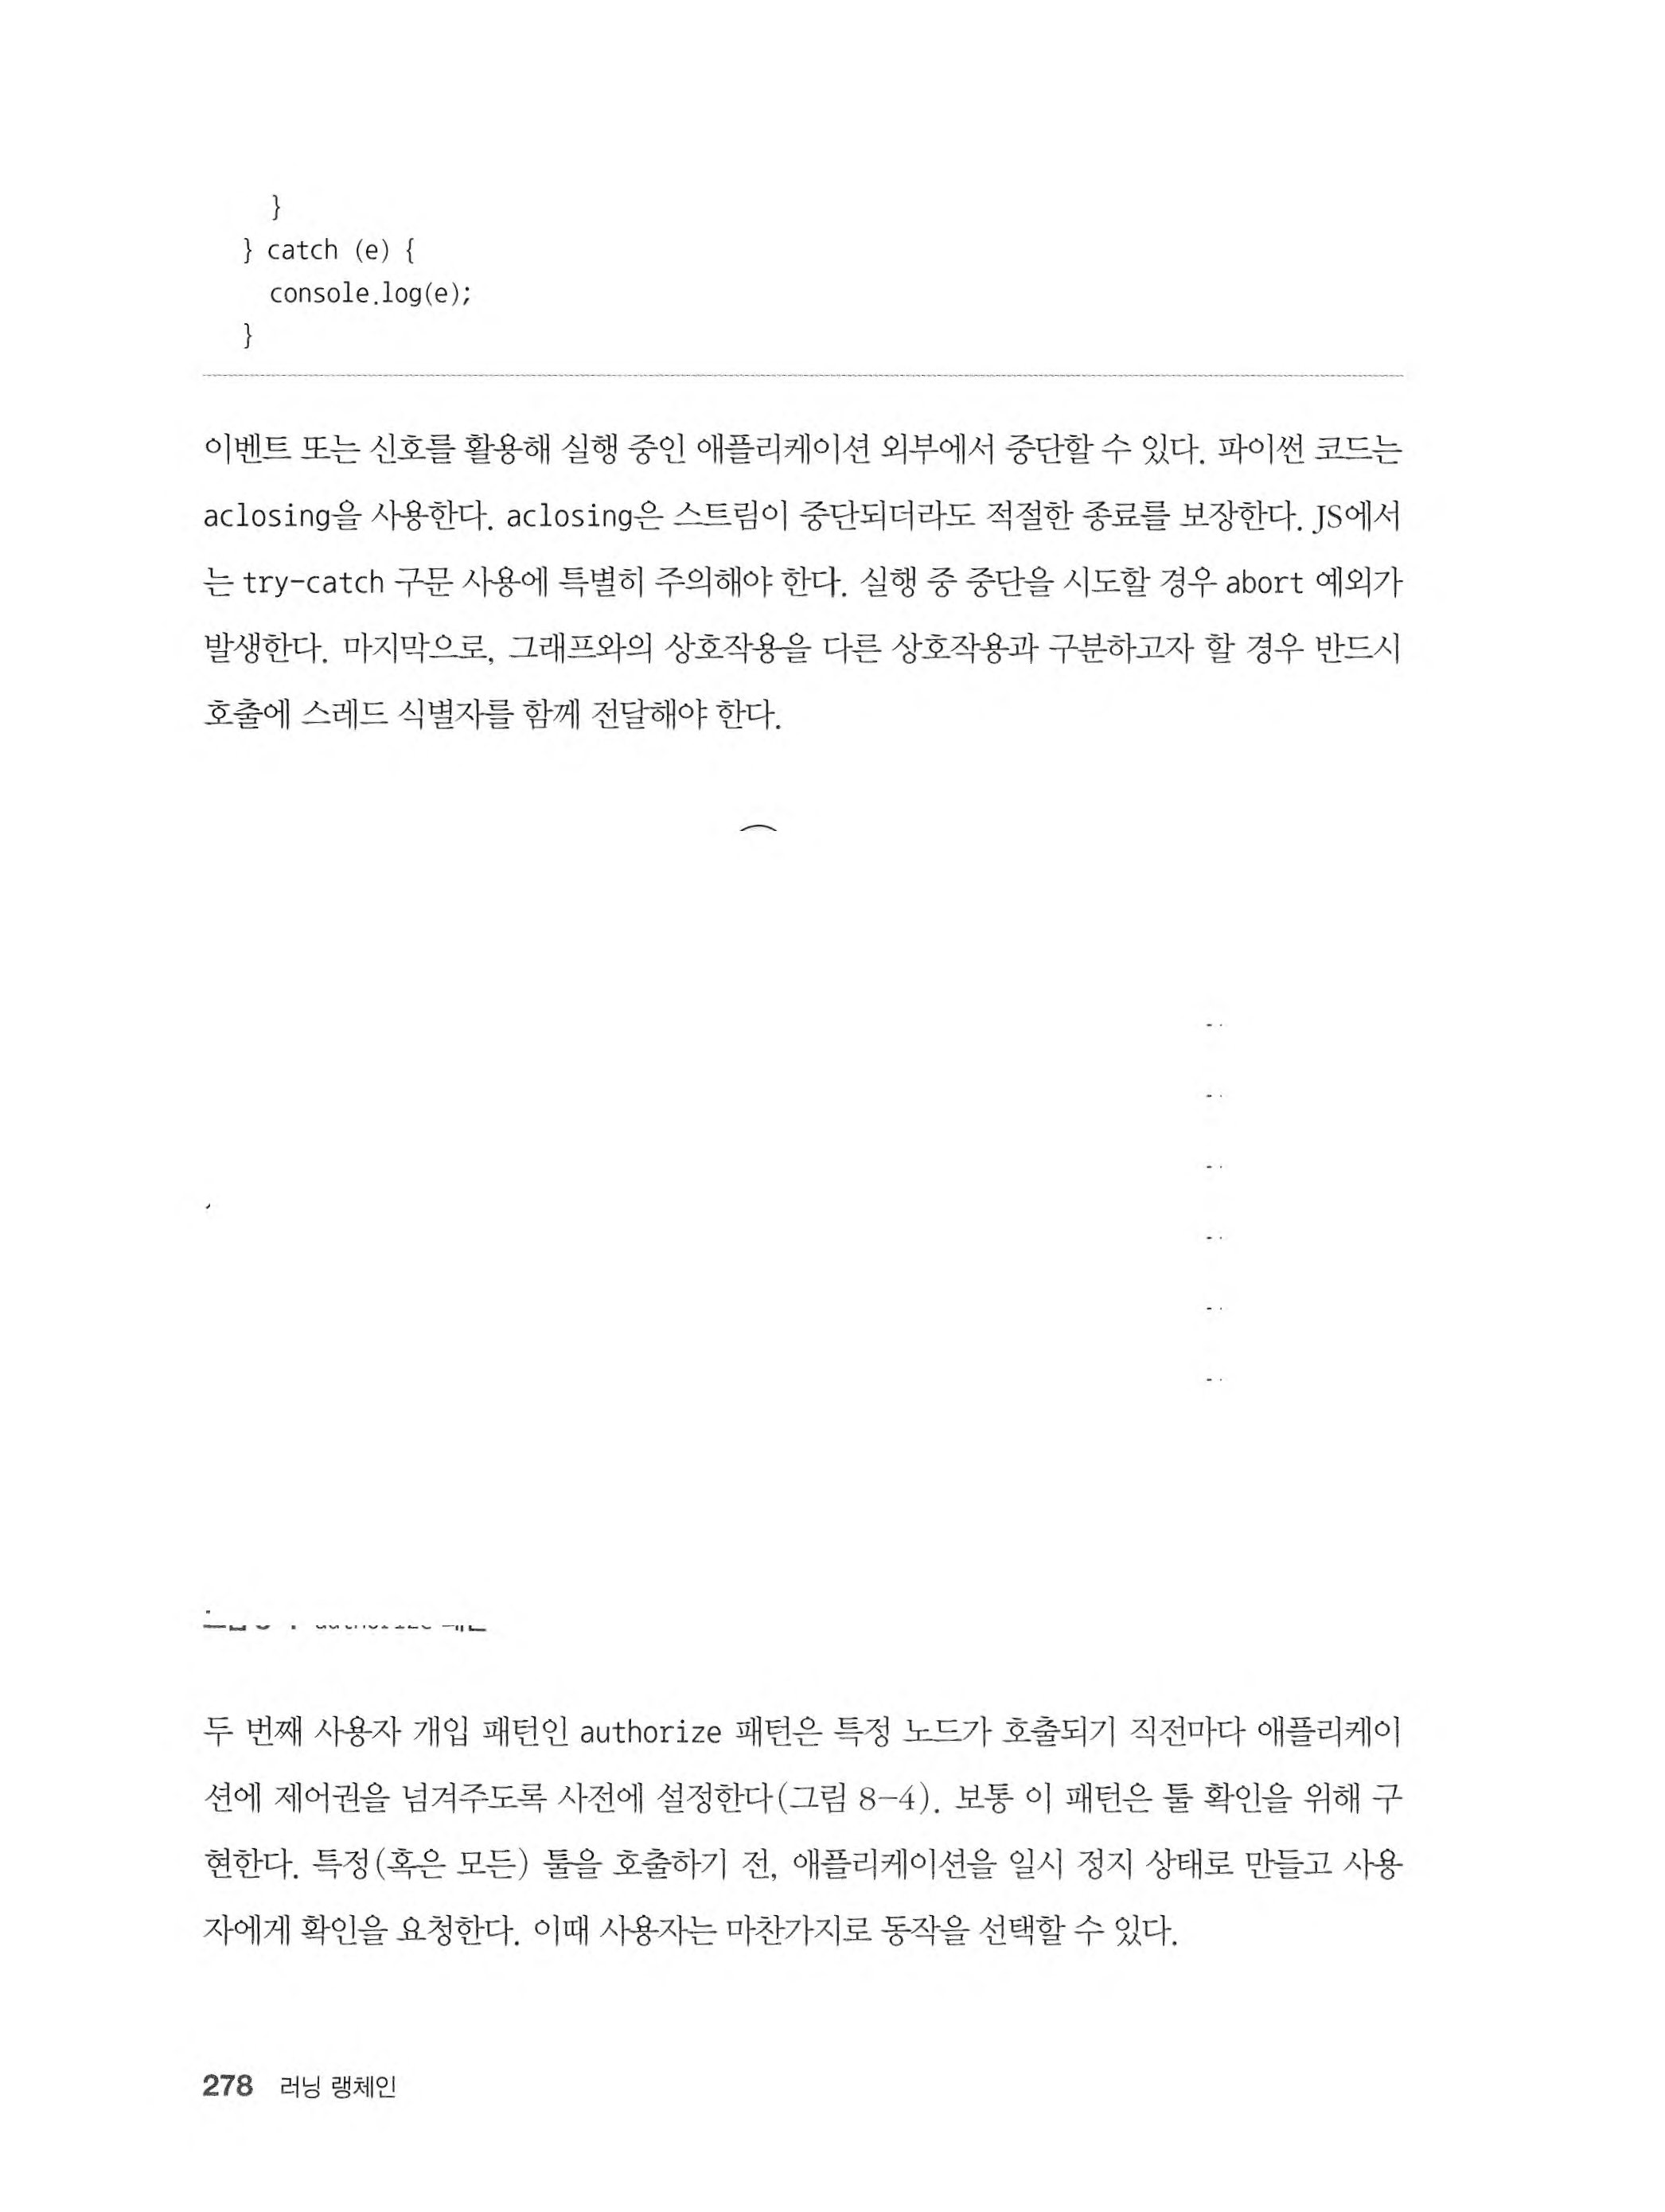 }
} catch (e) {
console.log(e);
}
이벤트 또는 신호를 활용해 실행 중인 애플리케이션 외부에서 중단할 수 있다. 파이썬 코드는
aclosing을 사용한다. aclosing은 스트림이 중단되더라도 적절한 종료를 보장한다. JS에서
는 try-catch 구문 사용에 특별히 주의해야 한다. 실행 중 중단을 시도할 경우 abort 예외가
발생한다. 마지막으로, 그래프와의 상호작용을 다른 상호작용과 구분하고자 할 경우 반드시
호출에 스레드 식별자를 함께 전달해야 한다.
두 번째 사용자 개입 패턴인 authorize 패턴은 특정 노드가 호출되기 직전마다 애플리케이
션에 제어권을 넘겨주도록 사전에 설정한다(그림 8-4). 보통 이 패턴은 툴 확인을 위해 구
현한다. 특정(혹은 모든) 툴을 호출하기 전, 애플리케이션을 일시 정지 상태로 만들고 사용
자에게 확인을 요청한다. 이때 사용자는 마찬가지로 동작을 선택할 수 있다.
278 러닝 랭체인